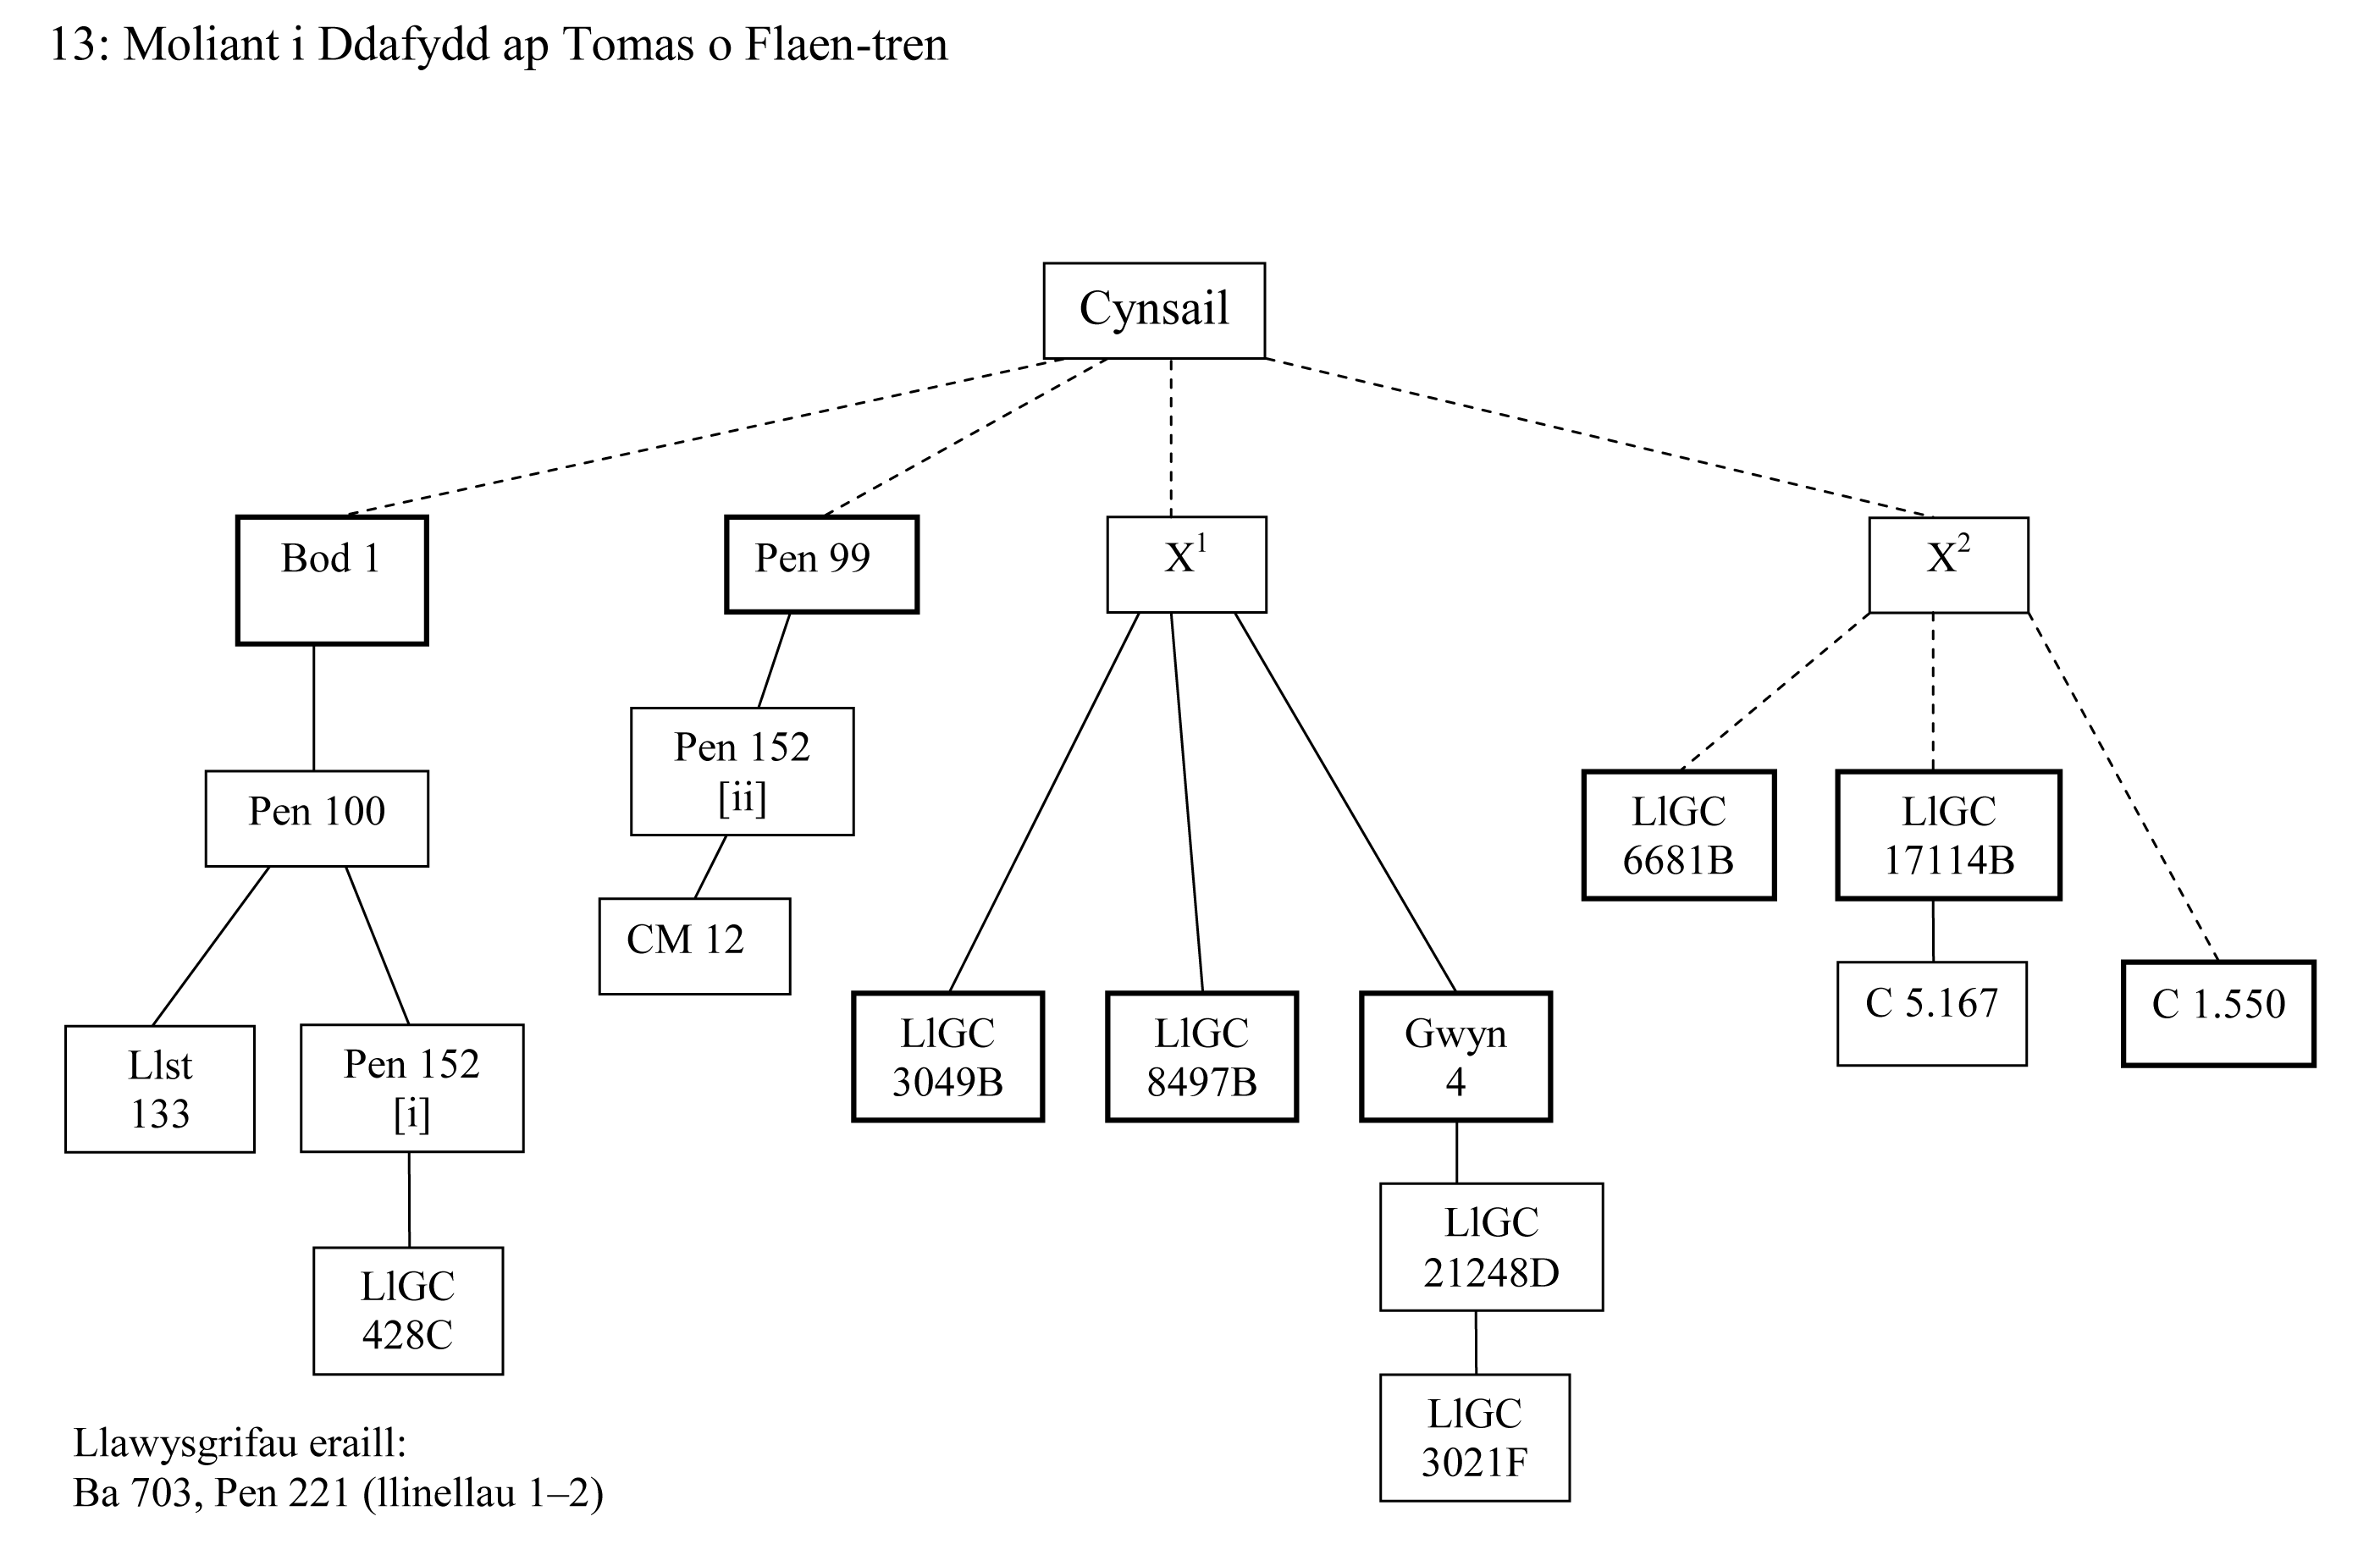 13: Moliant i Ddafydd ap Tomas o Flaen-tren
Cynsail
Bod 1
Pen 99
X¹
X²
Pen 152
[ii]
Pen 100
LlGC
6681B
LlGC
17114B
CM 12
C 5.167
C 1.550
LlGC
3049B
LlGC
8497B
Gwyn
4
Llst
133
Pen 152
[i]
LlGC
21248D
LlGC
428C
LlGC
3021F
Llawysgrifau eraill:
Ba 703, Pen 221 (llinellau 1–2)